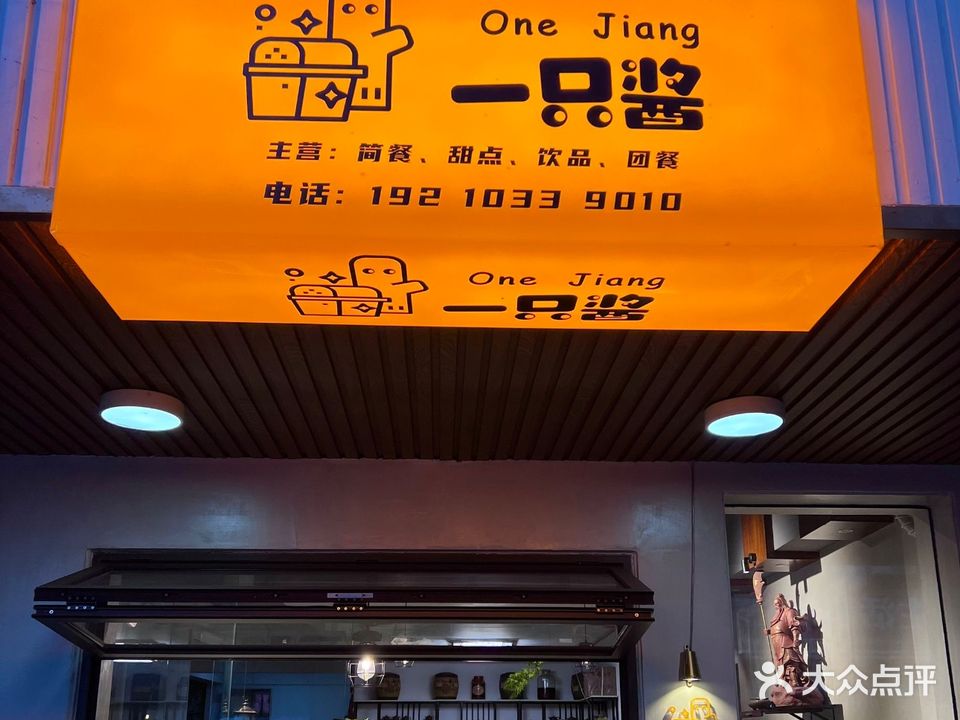 One Jiang
一只酱
主营：简餐、甜点、饮品、团餐
电话：192 1033 9010
One Jiang
一只酱
大众点评